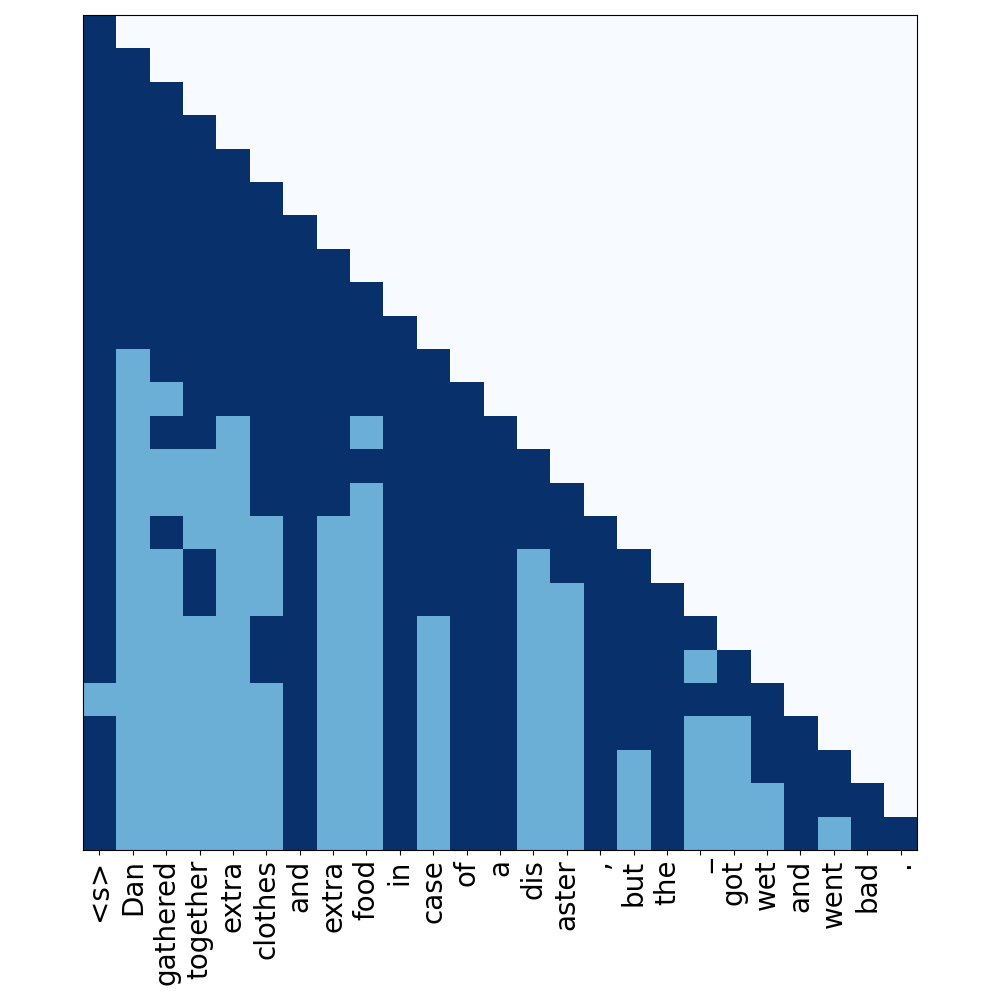 <s> Dan gathered together extra clothes and extra food in case of a dis aster , but the _ got wet and went bad .